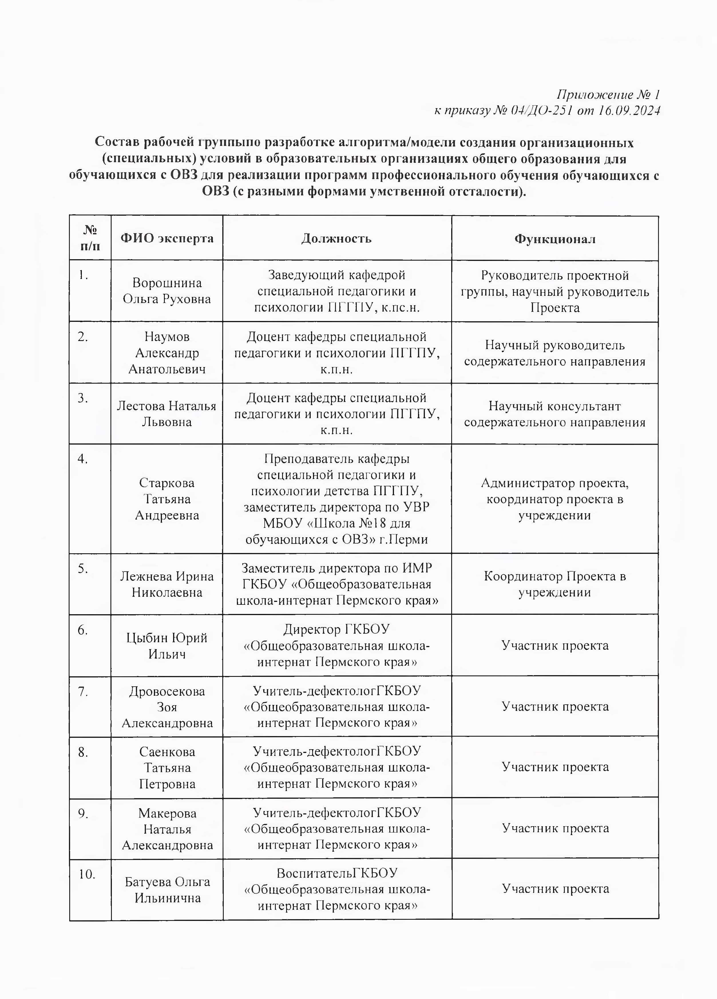 Приложение № 1
к приказу № 04/ДО-251 от 16.09.2024
Состав рабочей группыпо разработке алгоритма/модели создания организационных
(специальных) условий в образовательных организациях общего образования для
обучающихся с ОВЗ для реализации программ профессионального обучения обучающихся с
ОВЗ (с разными формами умственной отсталости).
№
п/п
ФИО эксперта
Должность
Функционал
1.
Ворошнина
Ольга Руховна
Заведующий кафедрой
специальной педагогики и
психологии ПГГПУ, к.пс.н.
Руководитель проектной
группы, научный руководитель
Проекта
2.
Наумов
Александр
Анатольевич
Доцент кафедры специальной
педагогики и психологии ПГГПУ,
к.п.н.
Научный руководитель
содержательного направления
3.
Лестова Наталья
Львовна
Доцент кафедры специальной
педагогики и психологии ПГГПУ,
к.п.н.
Научный консультант
содержательного направления
4.
Старкова
Татьяна
Андреевна
Преподаватель кафедры
специальной педагогики и
психологии детства ПГГПУ,
заместитель директора по УВР
МБОУ «Школа №18 для
обучающихся с ОВЗ» г.Перми
Администратор проекта,
координатор проекта в
учреждении
5.
Лежнева Ирина
Николаевна
Заместитель директора по ИМР
ГКБОУ «Общеобразовательная
школа-интернат Пермского края»
Координатор Проекта в
учреждении
6.
Цыбин Юрий
Ильич
Директор ГКБОУ
«Общеобразовательная школа-
интернат Пермского края»
Участник проекта
7.
Дровосекова
Зоя
Александровна
Учитель-дефектологГКБОУ
«Общеобразовательная школа-
интернат Пермского края»
Участник проекта
8.
Саенкова
Татьяна
Петровна
Учитель-дефектологГКБОУ
«Общеобразовательная школа-
интернат Пермского края»
Участник проекта
9.
Макерова
Наталья
Александровна
Учитель-дефектологГКБОУ
«Общеобразовательная школа-
интернат Пермского края»
Участник проекта
10.
Батуева Ольга
Ильинична
ВоспитательГКБОУ
«Общеобразовательная школа-
интернат Пермского края»
Участник проекта